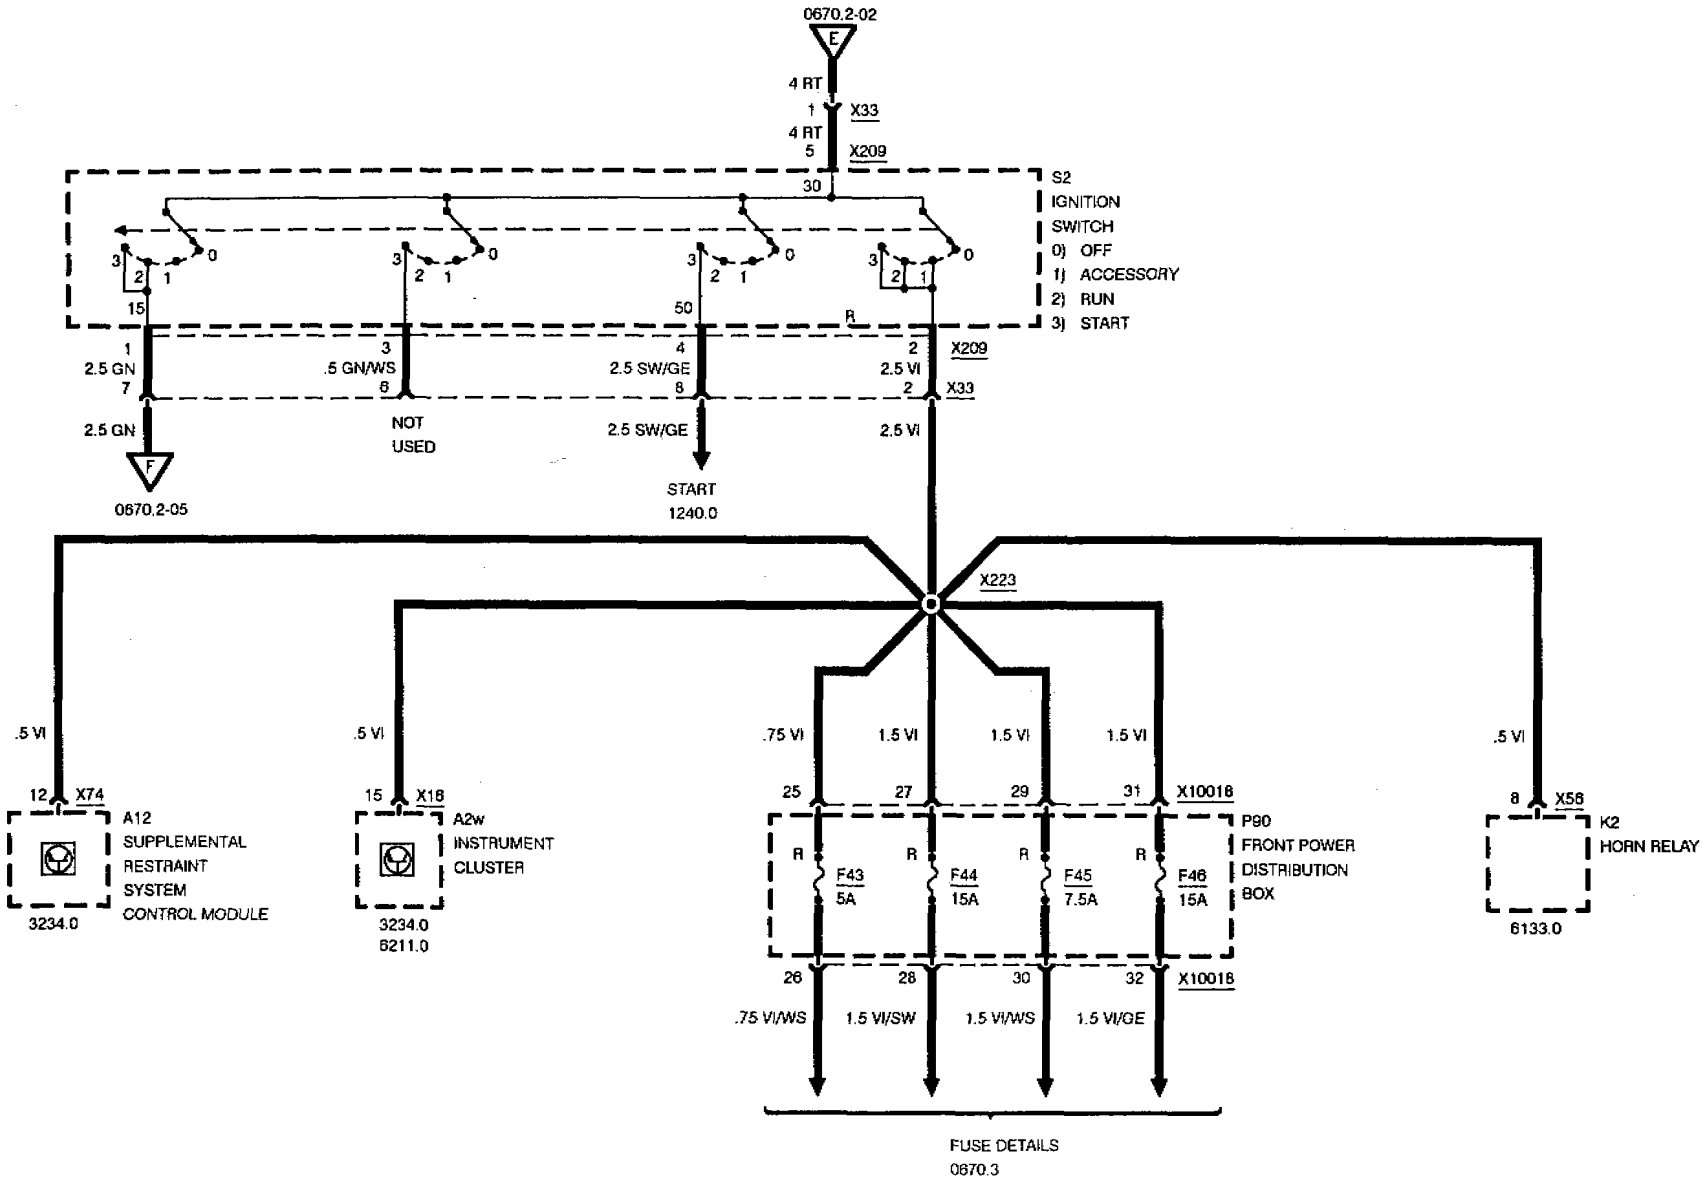 0670.2-02
E
4 RT
1 X33
4 RT
5 X209
30
S2
IGNITION
SWITCH
0) OFF
1) ACCESSORY
2) RUN
3) START
3 2 1 0
3 2 1 0
3 2 1 0
3 2 1 0
15
50
R
1 3 4 2 X209
2.5 GN .5 GN/WS 2.5 SW/GE 2.5 VI
7 6 8 2 X33
2.5 GN
NOT
USED
2.5 SW/GE
2.5 VI
F
0670.2-05
START
1240.0
X223
.5 VI .5 VI .75 VI 1.5 VI 1.5 VI 1.5 VI .5 VI
12 X74
15 X16
25 27 29 31 X10018
8 X56
A12
SUPPLEMENTAL
RESTRAINT
SYSTEM
CONTROL MODULE
3234.0
A2w
INSTRUMENT
CLUSTER
3234.0
6211.0
P90
FRONT POWER
DISTRIBUTION
BOX
R R R R
F43 F44 F45 F46
5A 15A 7.5A 15A
K2
HORN RELAY
6133.0
26 28 30 32 X10018
.75 VI/WS 1.5 VI/SW 1.5 VI/WS 1.5 VI/GE
FUSE DETAILS
0670.3